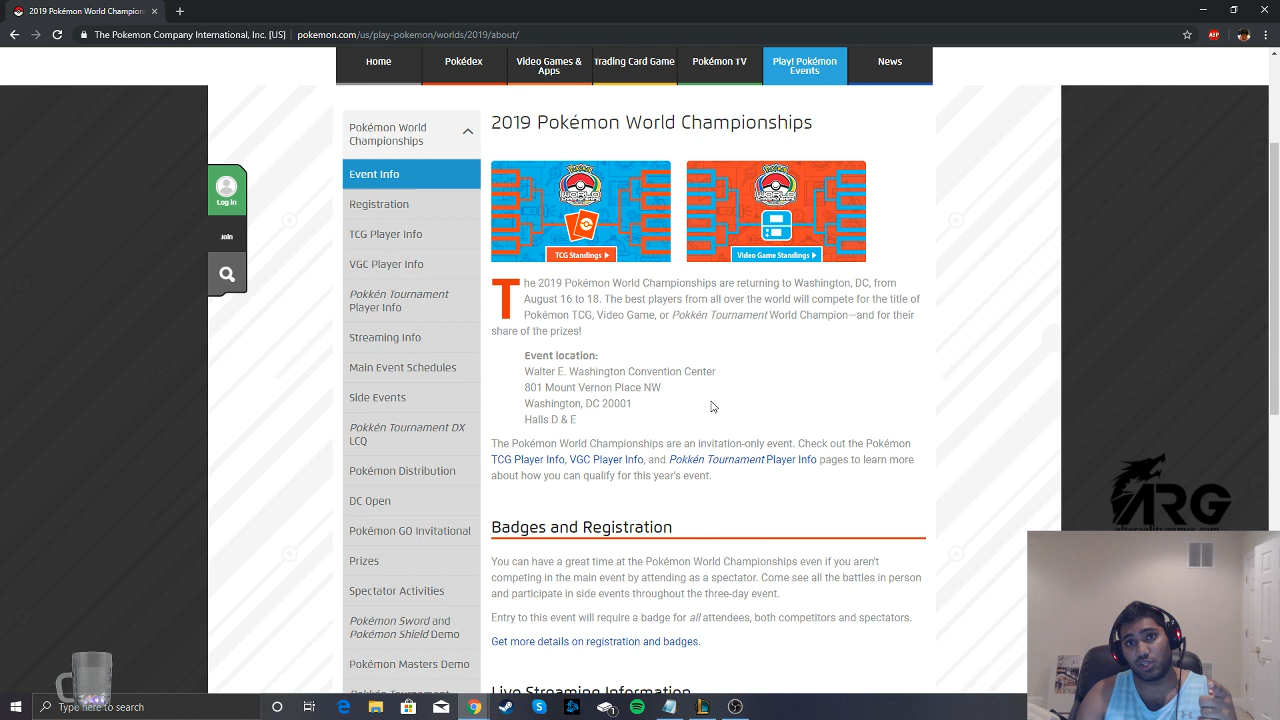 2019 Pokémon World Championships
The Pokémon Company International, Inc. [US]
pokemon.com/us/play-pokemon/worlds/2019/about/
ABP
Home
Pokédex
Video Games & Apps
Trading Card Game
Pokémon TV
Play! Pokémon Events
News
Log In
Join
Pokémon World
Championships
Event Info
Registration
TCG Player Info
VGC Player Info
Pokkén Tournament
Player Info
Streaming Info
Main Event Schedules
Side Events
Pokkén Tournament DX
LCQ
Pokémon Distribution
DC Open
Pokémon GO Invitational
Prizes
Spectator Activities
Pokémon Sword and
Pokémon Shield Demo
Pokémon Masters Demo
2019 Pokémon World Championships
Pokémon
WORLD
TCG Standings
Pokémon
WORLD
Video Game Standings
The 2019 Pokémon World Championships are returning to Washington, DC, from
August 16 to 18. The best players from all over the world will compete for the title of
Pokémon TCG, Video Game, or Pokkén Tournament World Champion—and for their
share of the prizes!
Event location:
Walter E. Washington Convention Center
801 Mount Vernon Place NW
Washington, DC 20001
Halls D & E
The Pokémon World Championships are an invitation-only event. Check out the Pokémon
TCG Player Info, VGC Player Info, and Pokkén Tournament Player Info pages to learn more
about how you can qualify for this year's event.
Badges and Registration
You can have a great time at the Pokémon World Championships even if you aren't
competing in the main event by attending as a spectator. Come see all the battles in person
and participate in side events throughout the three-day event.
Entry to this event will require a badge for all attendees, both competitors and spectators.
Get more details on registration and badges.
Live Streaming Information
ARG
alterealitygames.com
Type here to search